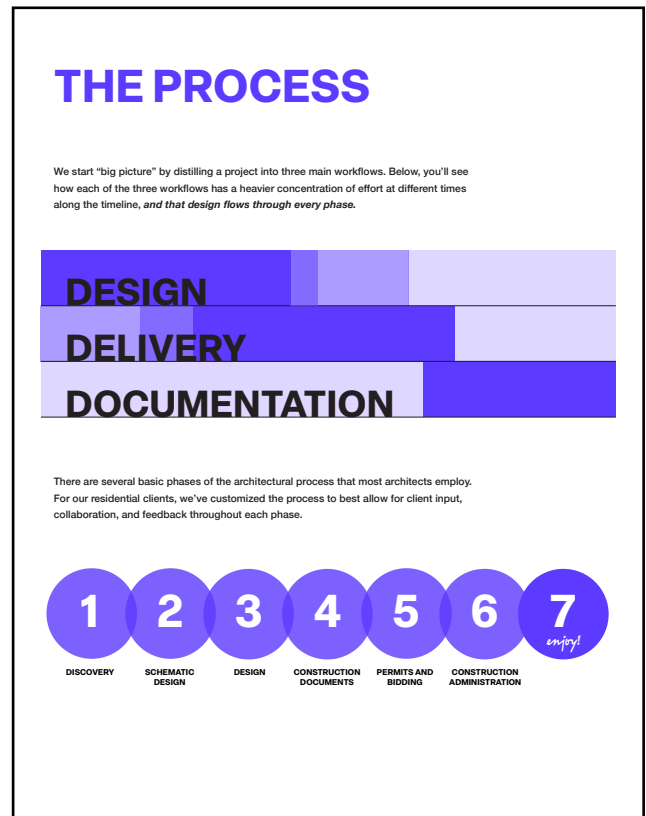 THE PROCESS
We start “big picture” by distilling a project into three main workflows. Below, you’ll see
how each of the three workflows has a heavier concentration of effort at different times
along the timeline, and that design flows through every phase.
DESIGN
DELIVERY
DOCUMENTATION
There are several basic phases of the architectural process that most architects employ.
For our residential clients, we’ve customized the process to best allow for client input,
collaboration, and feedback throughout each phase.
1 2 3 4 5 6 7
enjoy!
DISCOVERY SCHEMATIC DESIGN CONSTRUCTION PERMITS AND CONSTRUCTION
DESIGN DOCUMENTS BIDDING ADMINISTRATION